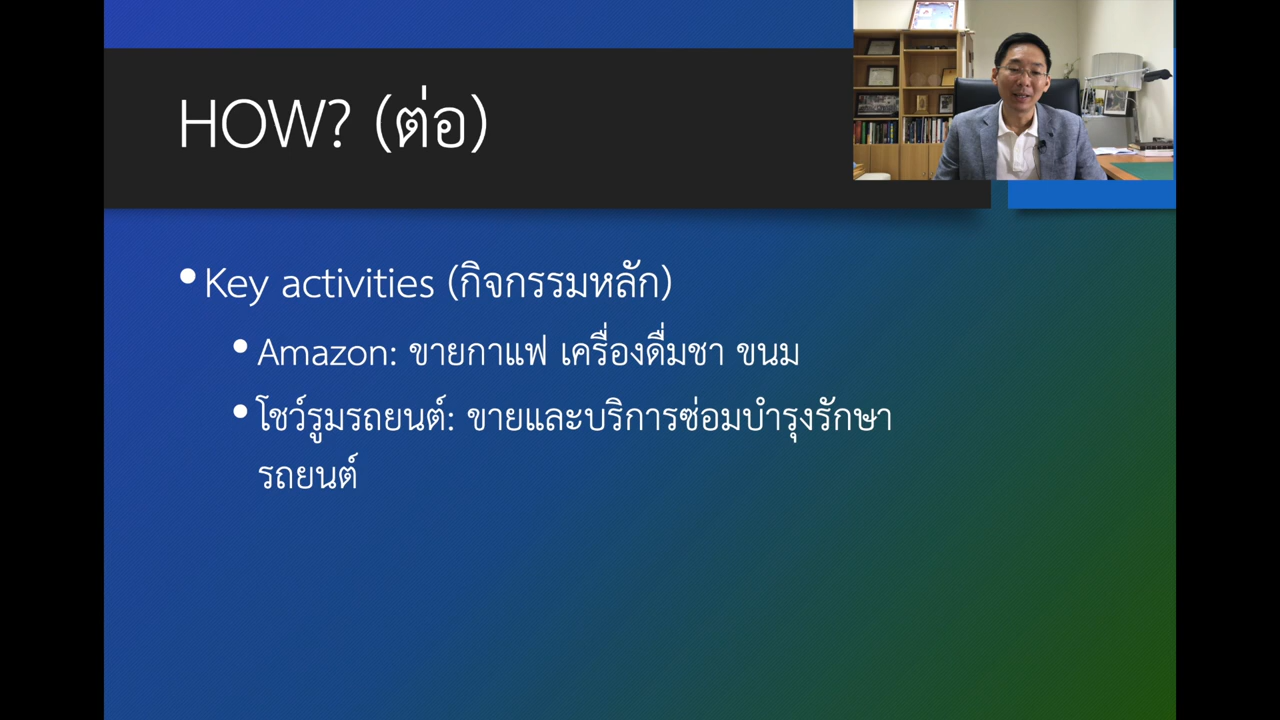 HOW? (ต่อ)
•Key activities (กิจกรรมหลัก)
•Amazon: ขายกาแฟ เครื่องดื่มชา ขนม
•โชว์รูมรถยนต์: ขายและบริการซ่อมบำรุงรักษา
รถยนต์